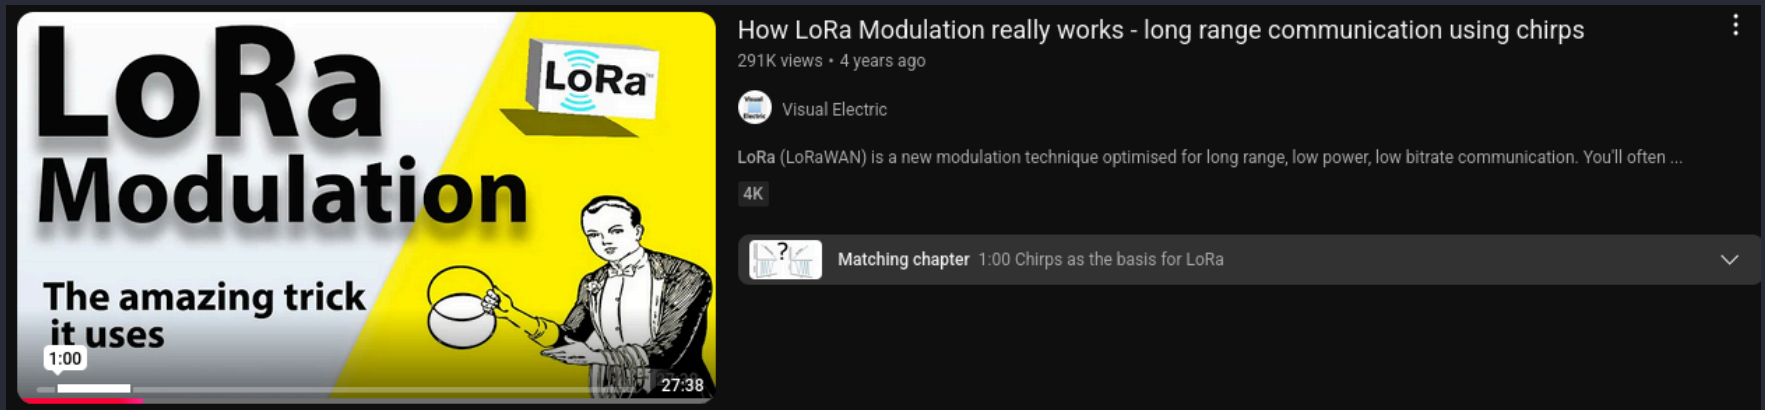 LoRa
Modulation
The amazing trick
it uses
LoRa™
1:00
27:38
How LoRa Modulation really works - long range communication using chirps
291K views • 4 years ago
Visual Electric
Visual Electric
LoRa (LoRaWAN) is a new modulation technique optimised for long range, low power, low bitrate communication. You'll often ...
4K
?
Matching chapter 1:00 Chirps as the basis for LoRa